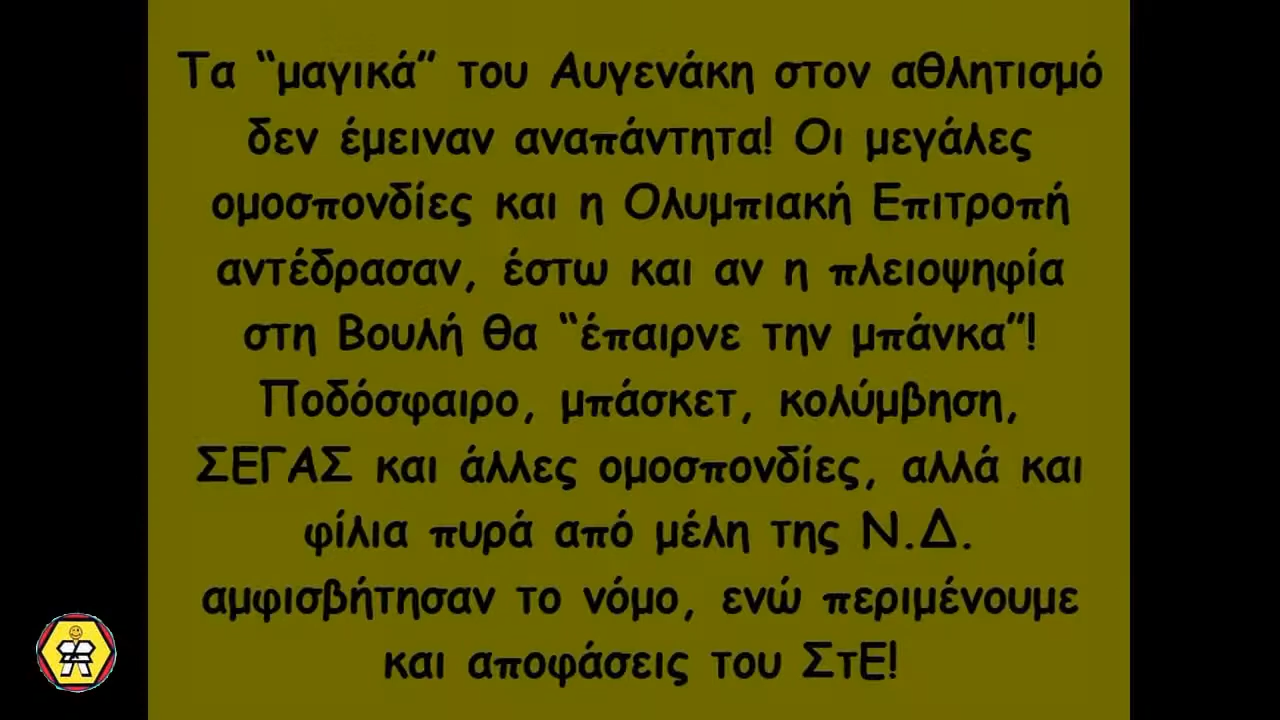 Τα “μαγικά” του Αυγενάκη στον αθλητισμό
δεν έμειναν αναπάντητα! Οι μεγάλες
ομοσπονδίες και η Ολυμπιακή Επιτροπή
αντέδρασαν, έστω και αν η πλειοψηφία
στη Βουλή θα “έπαιρνε την μπάνκα”!
Ποδόσφαιρο, μπάσκετ, κολύμβηση,
ΣΕΓΑΣ και άλλες ομοσπονδίες, αλλά και
φίλια πυρά από μέλη της Ν.Δ.
αμφισβήτησαν το νόμο, ενώ περιμένουμε
και αποφάσεις του ΣτΕ!